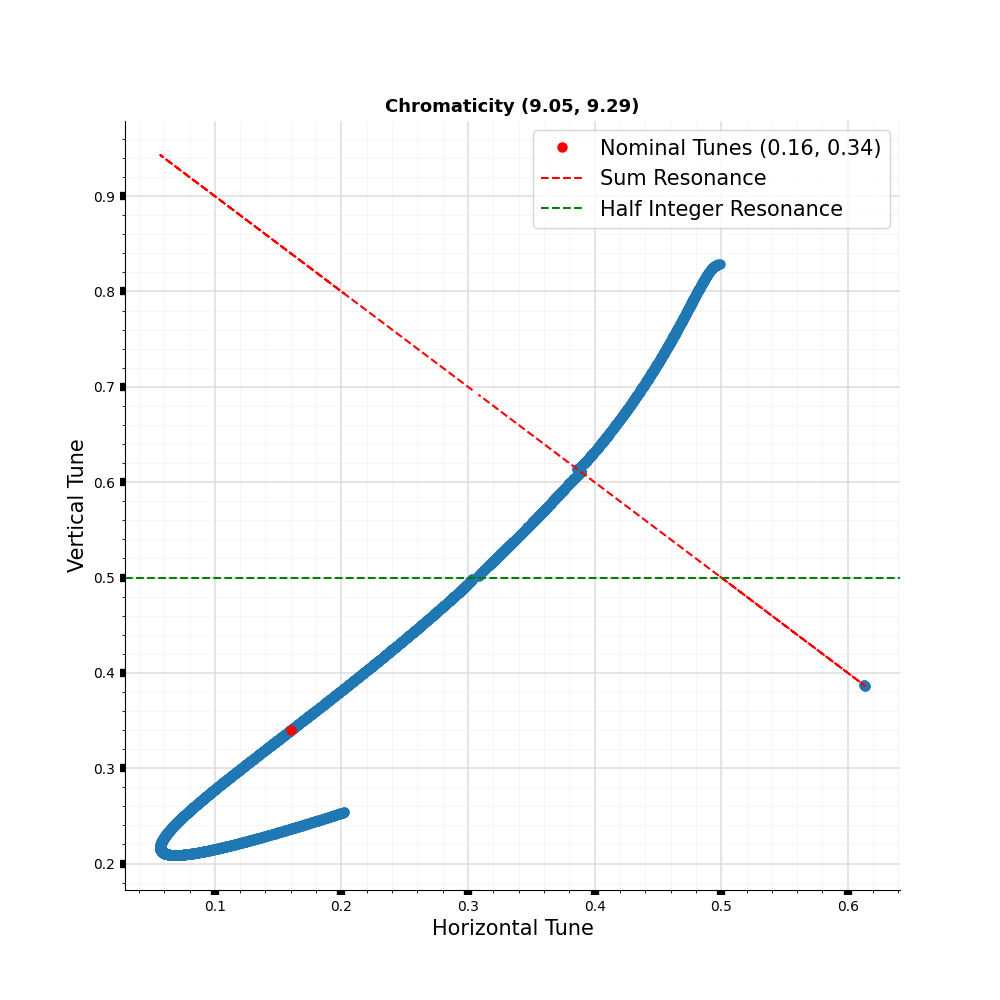 Chromaticity (9.05, 9.29)
Nominal Tunes (0.16, 0.34)
Sum Resonance
Half Integer Resonance
Vertical Tune
0.9
0.8
0.7
0.6
0.5
0.4
0.3
0.2
0.1
0.2
0.3
0.4
0.5
0.6
Horizontal Tune